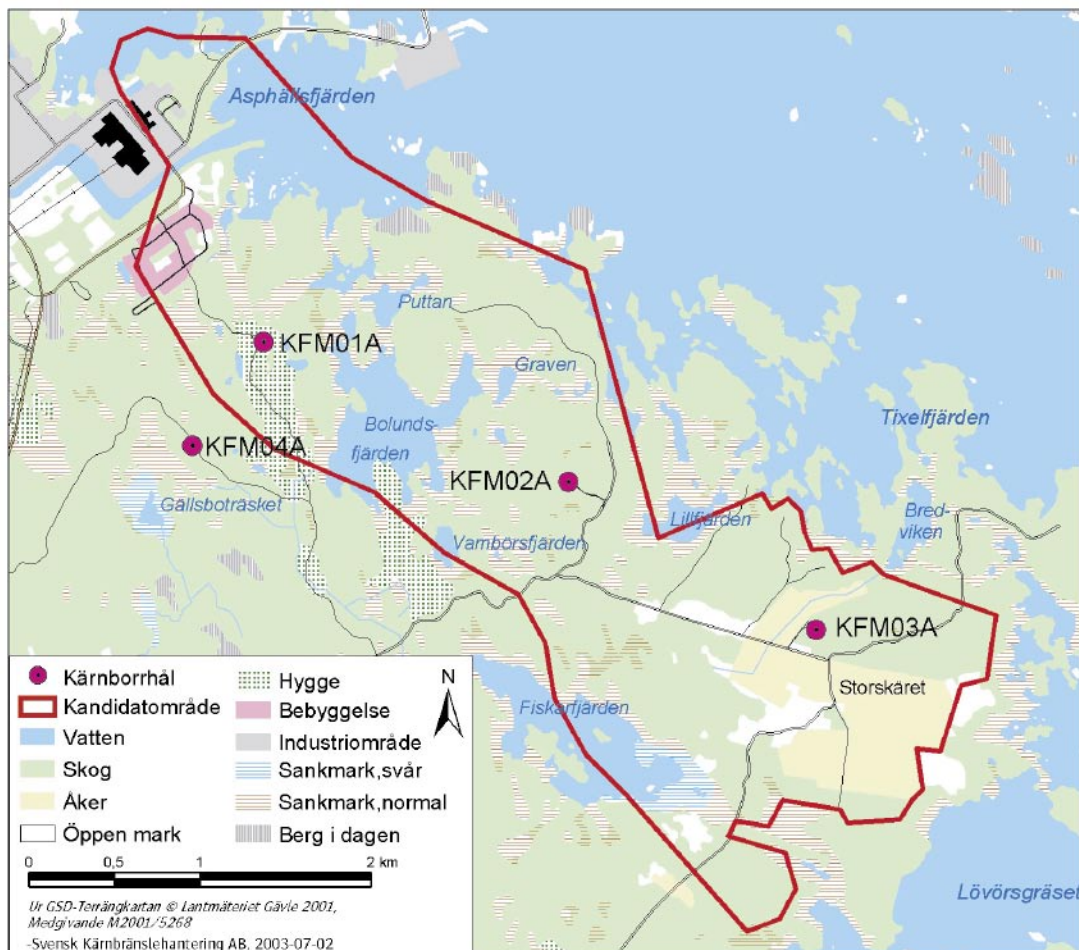 Asphällsfjärden
Puttan
KFM01A
Graven
Bolunds-
fjärden
Tixelfjärden
KFM04A
KFM02A
Gällsboträsket
Lillfjärden
Bred-
viken
Vambörsfjärden
KFM03A
Storskäret
Fiskarfjärden
Lövörsgräset
Kärnborrhål
Kandidatområde
Vatten
Skog
Åker
Öppen mark
Hygge
Bebyggelse
Industriområde
Sankmark,svår
Sankmark,normal
Berg i dagen
N
0 0,5 1 2 km
Ur GSD-Terrängkartan © Lantmäteriet Gävle 2001,
Medgivande M2001/5268
-Svensk Kärnbränslehantering AB, 2003-07-02